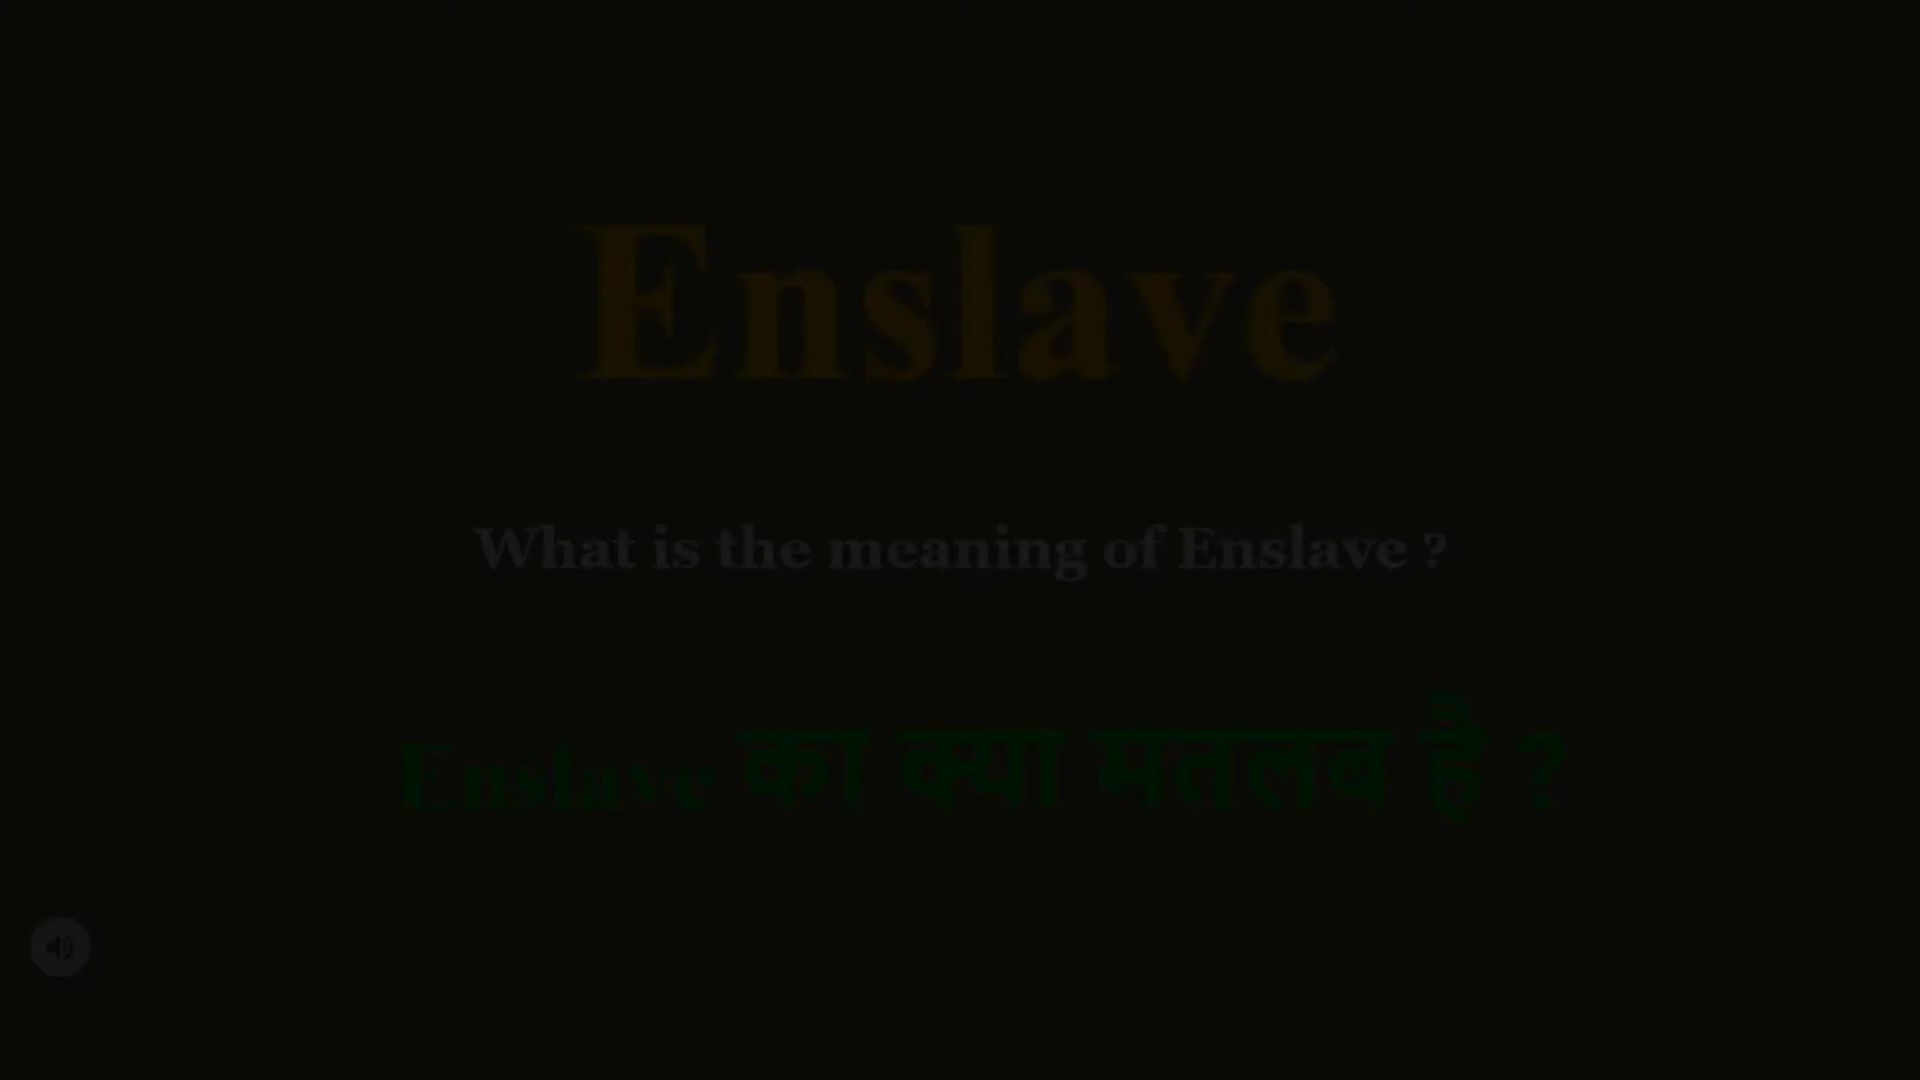 Enslave
What is the meaning of Enslave ?
Enslave का क्या मतलब है ?